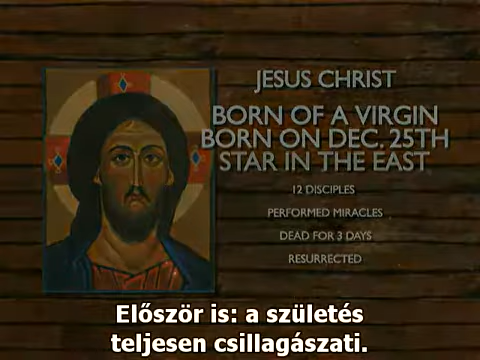 JESUS CHRIST
BORN OF A VIRGIN
BORN ON DEC. 25TH
STAR IN THE EAST
12 DISCIPLES
PERFORMED MIRACLES
DEAD FOR 3 DAYS
RESURRECTED
Először is: a születés
teljesen csillagászati.